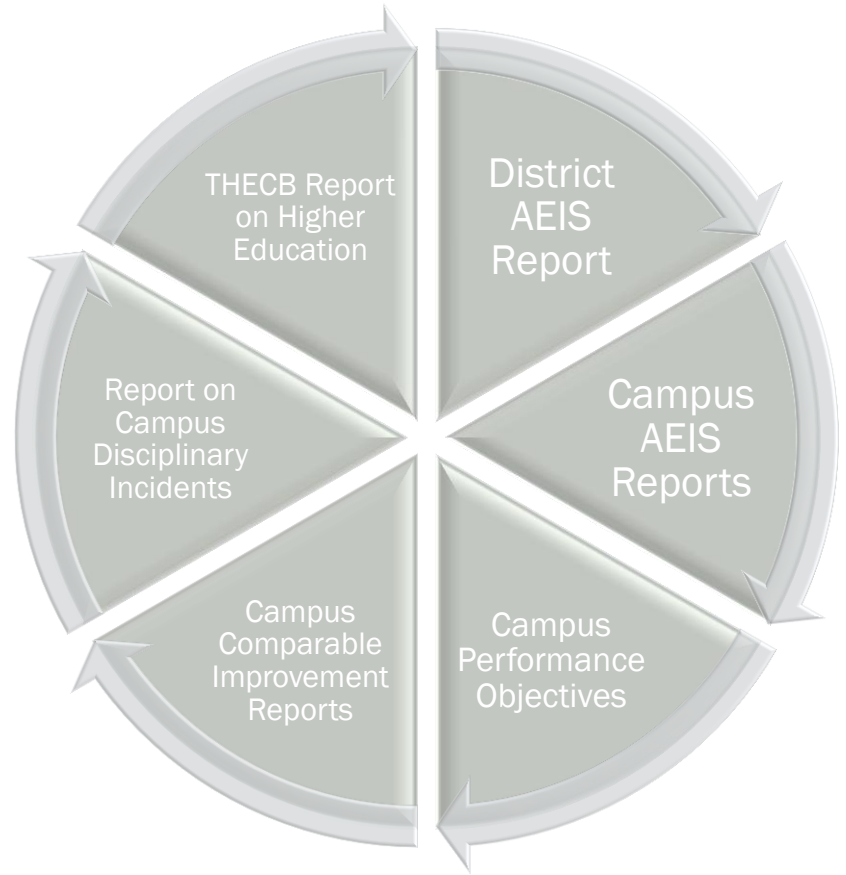 District
AEIS
Report
Campus
AEIS
Reports
Campus
Performance
Objectives
Campus
Comparable
Improvement
Reports
Report on
Campus
Disciplinary
Incidents
THECB Report
on Higher
Education